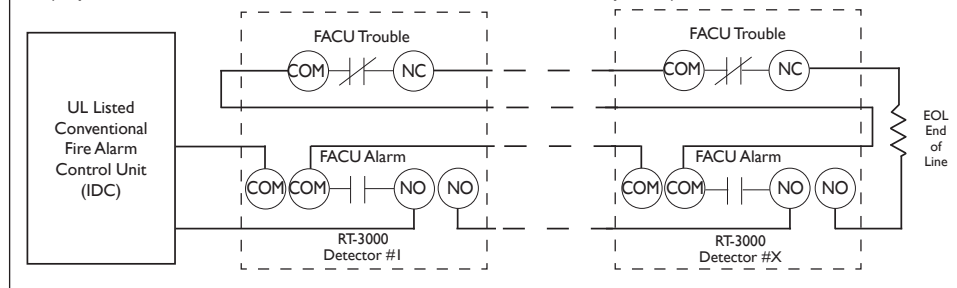 UL Listed
Conventional
Fire Alarm
Control Unit
(IDC)
FACU Trouble
COM
NC
FACU Alarm
COM
COM
NO
NO
RT-3000
Detector #1
FACU Trouble
COM
NC
FACU Alarm
COM
COM
NO
NO
RT-3000
Detector #X
EOL
End
of
Line